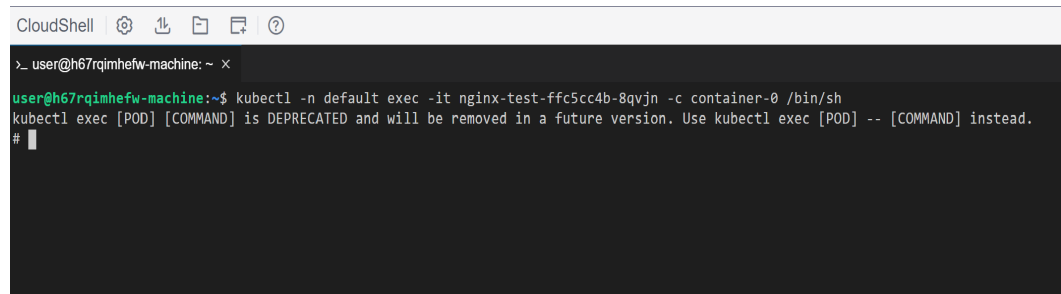 CloudShell
>_ user@h67rqimhefw-machine: ~ ×
user@h67rqimhefw-machine:~$ kubectl -n default exec -it nginx-test-ffc5cc4b-8qvjn -c container-0 /bin/sh
kubectl exec [POD] [COMMAND] is DEPRECATED and will be removed in a future version. Use kubectl exec [POD] -- [COMMAND] instead.
#